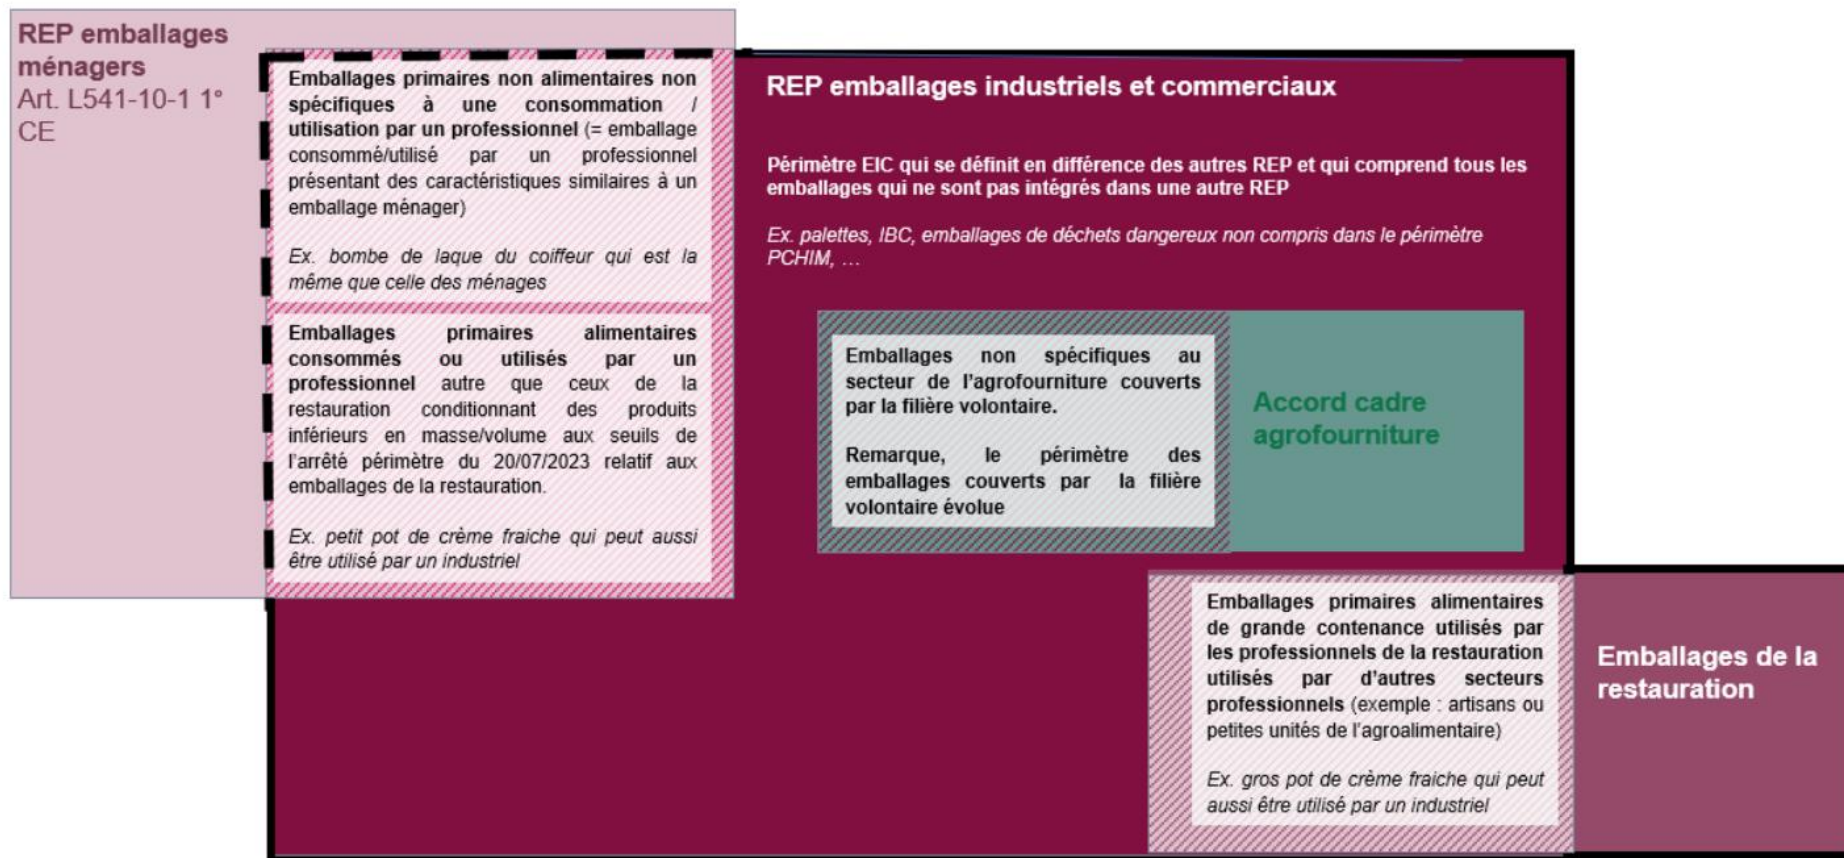 REP emballages
ménagers
Art. L541-10-1 1°
CE
Emballages primaires non alimentaires non
spécifiques à une consommation /
utilisation par un professionnel (= emballage
consommé/utilisé par un professionnel
présentant des caractéristiques similaires à un
emballage ménager)
Ex. bombe de laque du coiffeur qui est la
même que celle des ménages
Emballages primaires alimentaires
consommés ou utilisés par un
professionnel autre que ceux de la
restauration conditionnant des produits
inférieurs en masse/volume aux seuils de
l'arrêté périmètre du 20/07/2023 relatif aux
emballages de la restauration.
Ex. petit pot de crème fraiche qui peut aussi
être utilisé par un industriel
REP emballages industriels et commerciaux
Périmètre EIC qui se définit en différence des autres REP et qui comprend tous les
emballages qui ne sont pas intégrés dans une autre REP
Ex. palettes, IBC, emballages de déchets dangereux non compris dans le périmètre
PCHIM, …
Emballages non spécifiques au
secteur de l'agrofourniture couverts
par la filière volontaire.
Remarque, le périmètre des
emballages couverts par la filière
volontaire évolue
Accord cadre
agrofourniture
Emballages primaires alimentaires
de grande contenance utilisés par
les professionnels de la restauration
utilisés par d'autres secteurs
professionnels (exemple : artisans ou
petites unités de l'agroalimentaire)
Ex. gros pot de crème fraiche qui peut
aussi être utilisé par un industriel
Emballages de la
restauration